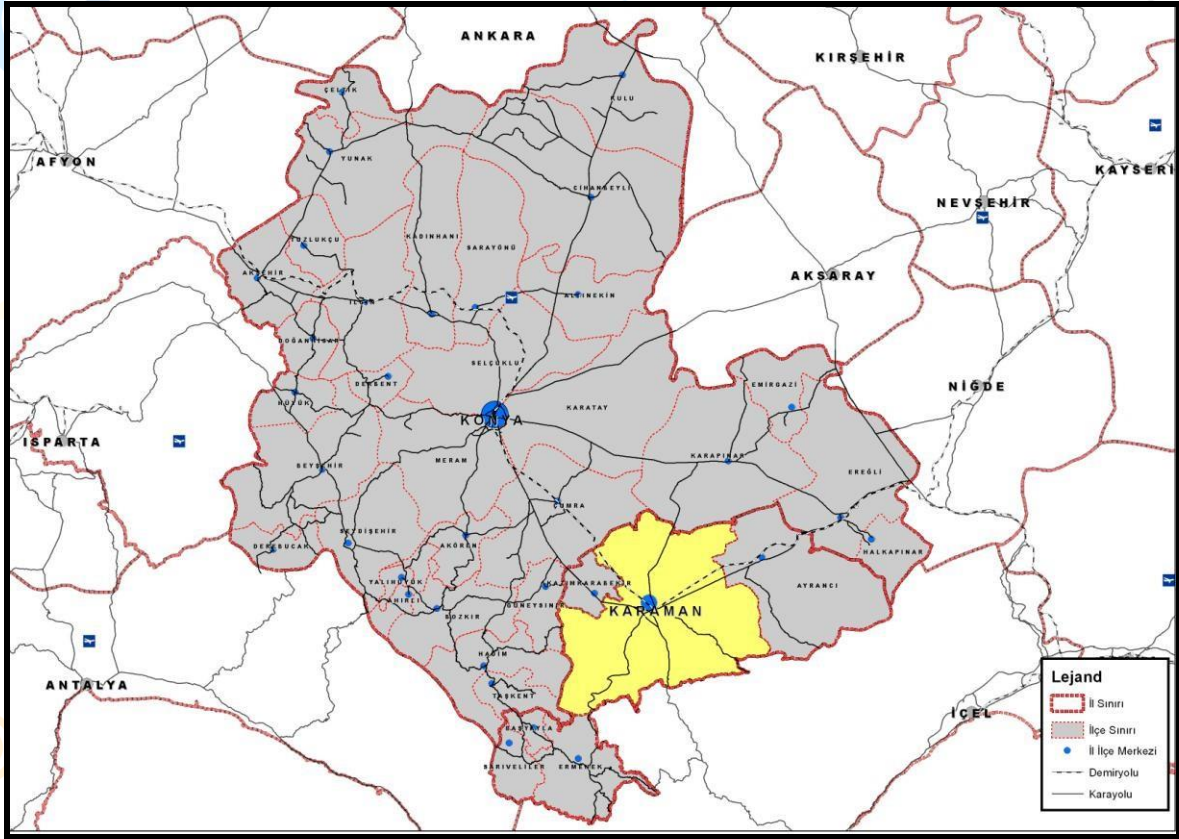 ANKARA
KIRŞEHİR
ÇELTİK
KULU
AFYON
YUNAK
KAYSERİ
CİHANBEYLİ
NEVŞEHİR
TUZLUKÇU
KADINHANI
SARAYÖNÜ
AKŞEHİR
AKSARAY
ILGIN
ALTINEKİN
DOĞANHİSAR
SELÇUKLU
DERBENT
EMİRGAZİ
NİĞDE
HÜYÜK
KARATAY
KONYA
ISPARTA
MERAM
KARAPINAR
BEYŞEHİR
EREĞLİ
ÇUMRA
SEYDİŞEHİR
AKÖREN
DEREBUCAK
HALKAPINAR
YALIHÜYÜK
KAZIMKARABEKİR
AYRANCI
AHIRLI
GÜNEYSINIR
KARAMAN
BOZKIR
HADİM
ANTALYA
TAŞKENT
İÇEL
BAŞYAYLA
SARIVELİLER
ERMENEK
Lejand
İl Sınırı
İlçe Sınırı
İl İlçe Merkezi
Demiryolu
Karayolu